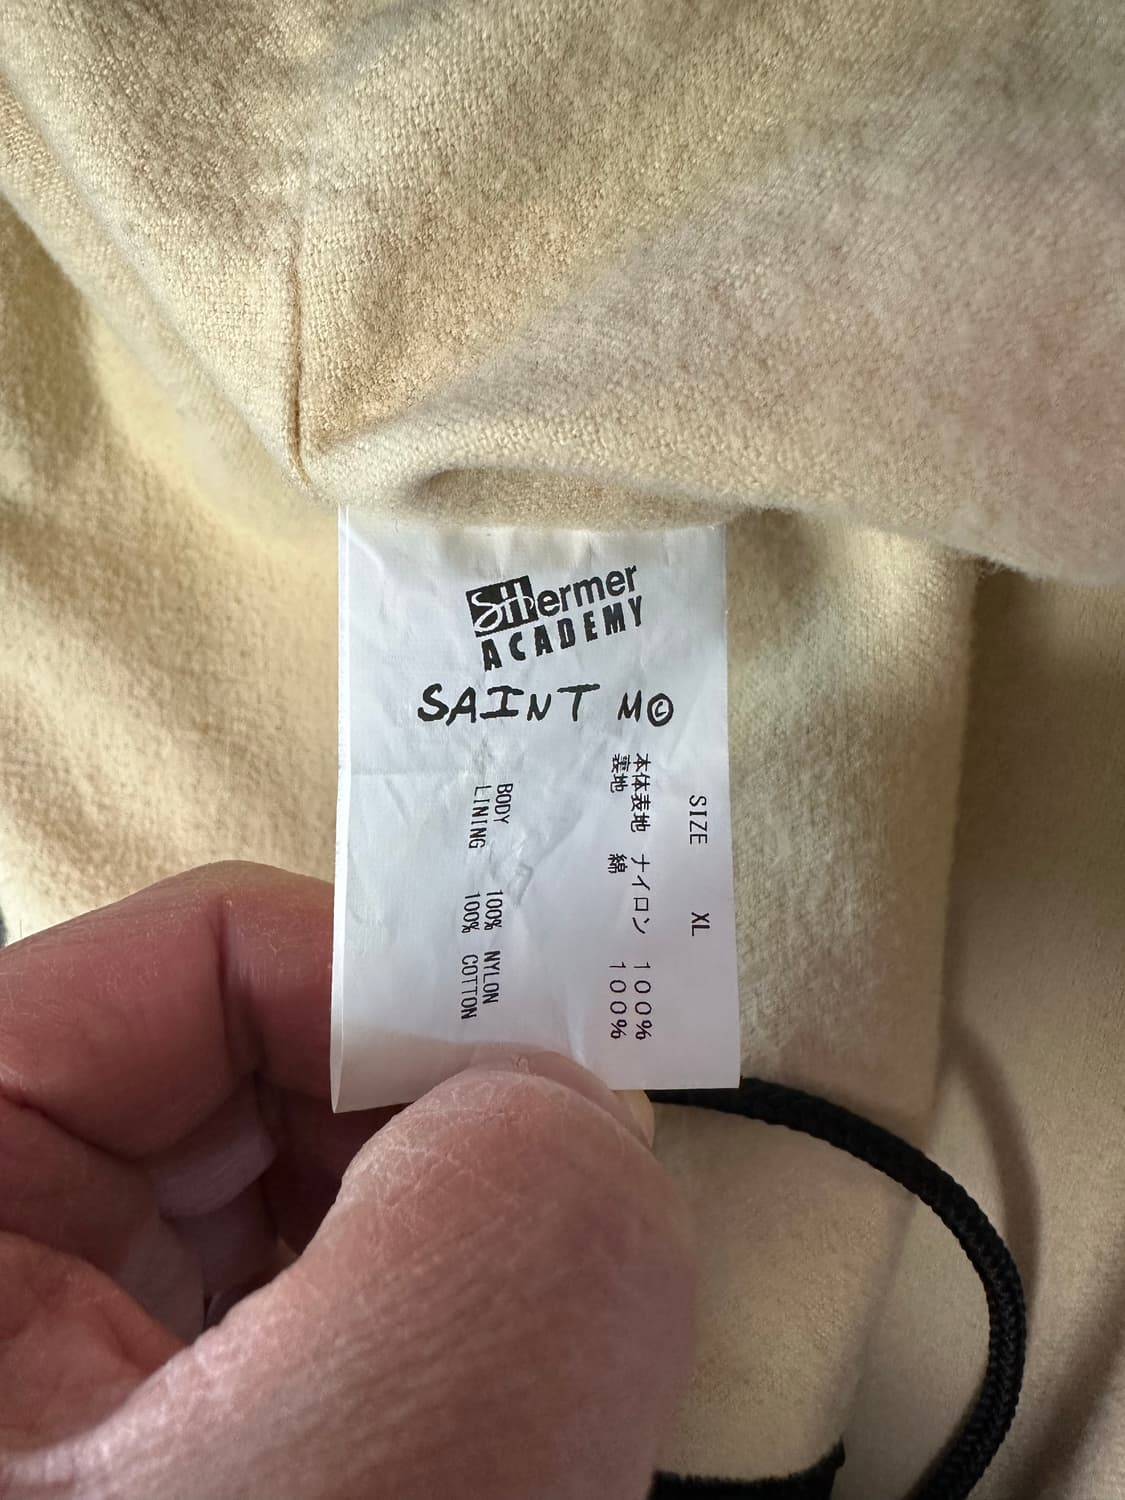 SHermer
ACADEMY
SAINT M©
SIZE XL
本体表地 ナイロン 100%
裏地 綿 100%
BODY 100% NYLON
LINING 100% COTTON